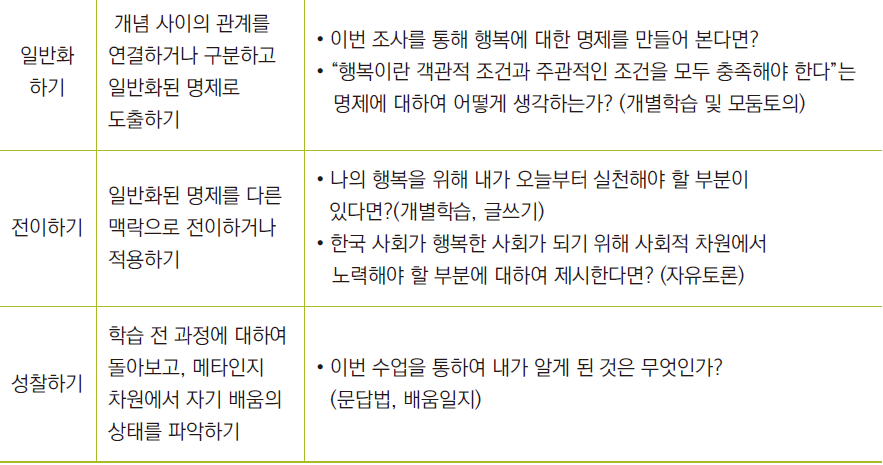 일반화
하기
개념 사이의 관계를
연결하거나 구분하고
일반화된 명제로
도출하기
• 이번 조사를 통해 행복에 대한 명제를 만들어 본다면?
• “행복이란 객관적 조건과 주관적인 조건을 모두 충족해야 한다”는
명제에 대하여 어떻게 생각하는가? (개별학습 및 모둠토의)
전이하기
일반화된 명제를 다른
맥락으로 전이하거나
적용하기
• 나의 행복을 위해 내가 오늘부터 실천해야 할 부분이
있다면?(개별학습, 글쓰기)
• 한국 사회가 행복한 사회가 되기 위해 사회적 차원에서
노력해야 할 부분에 대하여 제시한다면? (자유토론)
성찰하기
학습 전 과정에 대하여
돌아보고, 메타인지
차원에서 자기 배움의
상태를 파악하기
• 이번 수업을 통하여 내가 알게 된 것은 무엇인가?
(문답법, 배움일지)